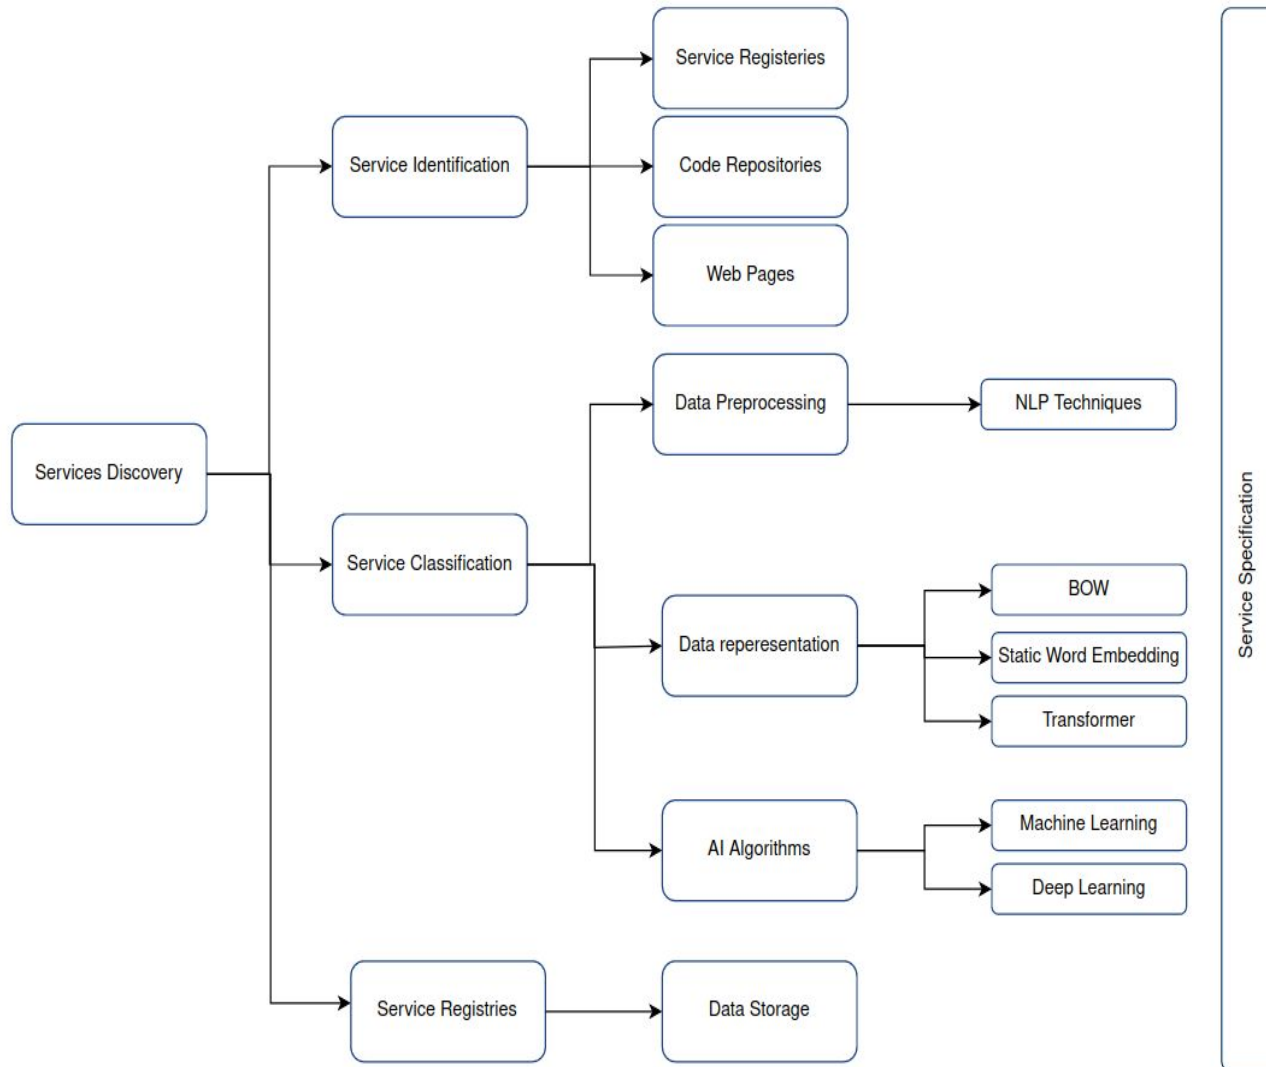 Service Registeries
Service Identification
Code Repositories
Web Pages
Data Preprocessing
NLP Techniques
Services Discovery
Service Classification
BOW
Data reperesentation
Static Word Embedding
Transformer
Machine Learning
AI Algorithms
Deep Learning
Service Registries
Data Storage
Service Specification